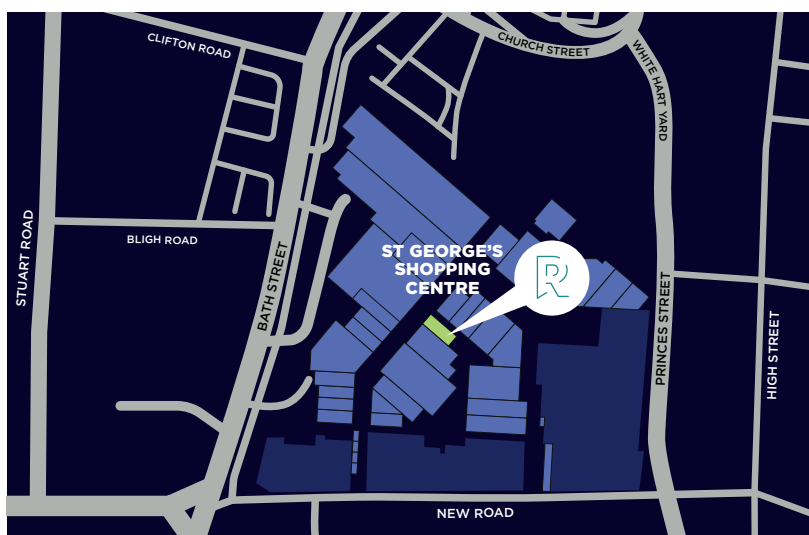 CLIFTON ROAD
CHURCH STREET
WHITE HART YARD
STUART ROAD
BLIGH ROAD
BATH STREET
ST GEORGE'S
SHOPPING
CENTRE
R
PRINCES STREET
HIGH STREET
NEW ROAD